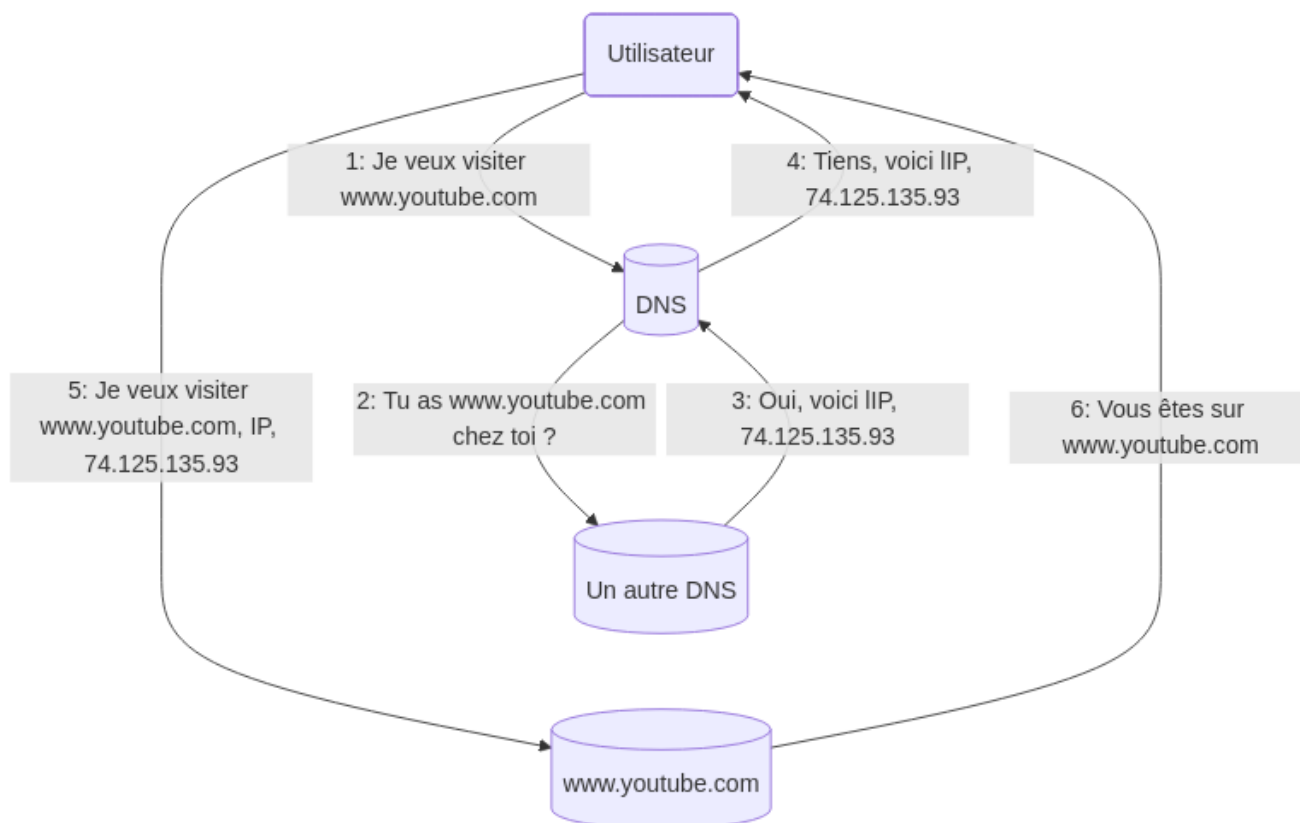 Utilisateur
1: Je veux visiter
www.youtube.com
4: Tiens, voici lIP,
74.125.135.93
DNS
5: Je veux visiter
www.youtube.com, IP,
74.125.135.93
2: Tu as www.youtube.com
chez toi ?
3: Oui, voici lIP,
74.125.135.93
6: Vous êtes sur
www.youtube.com
Un autre DNS
www.youtube.com